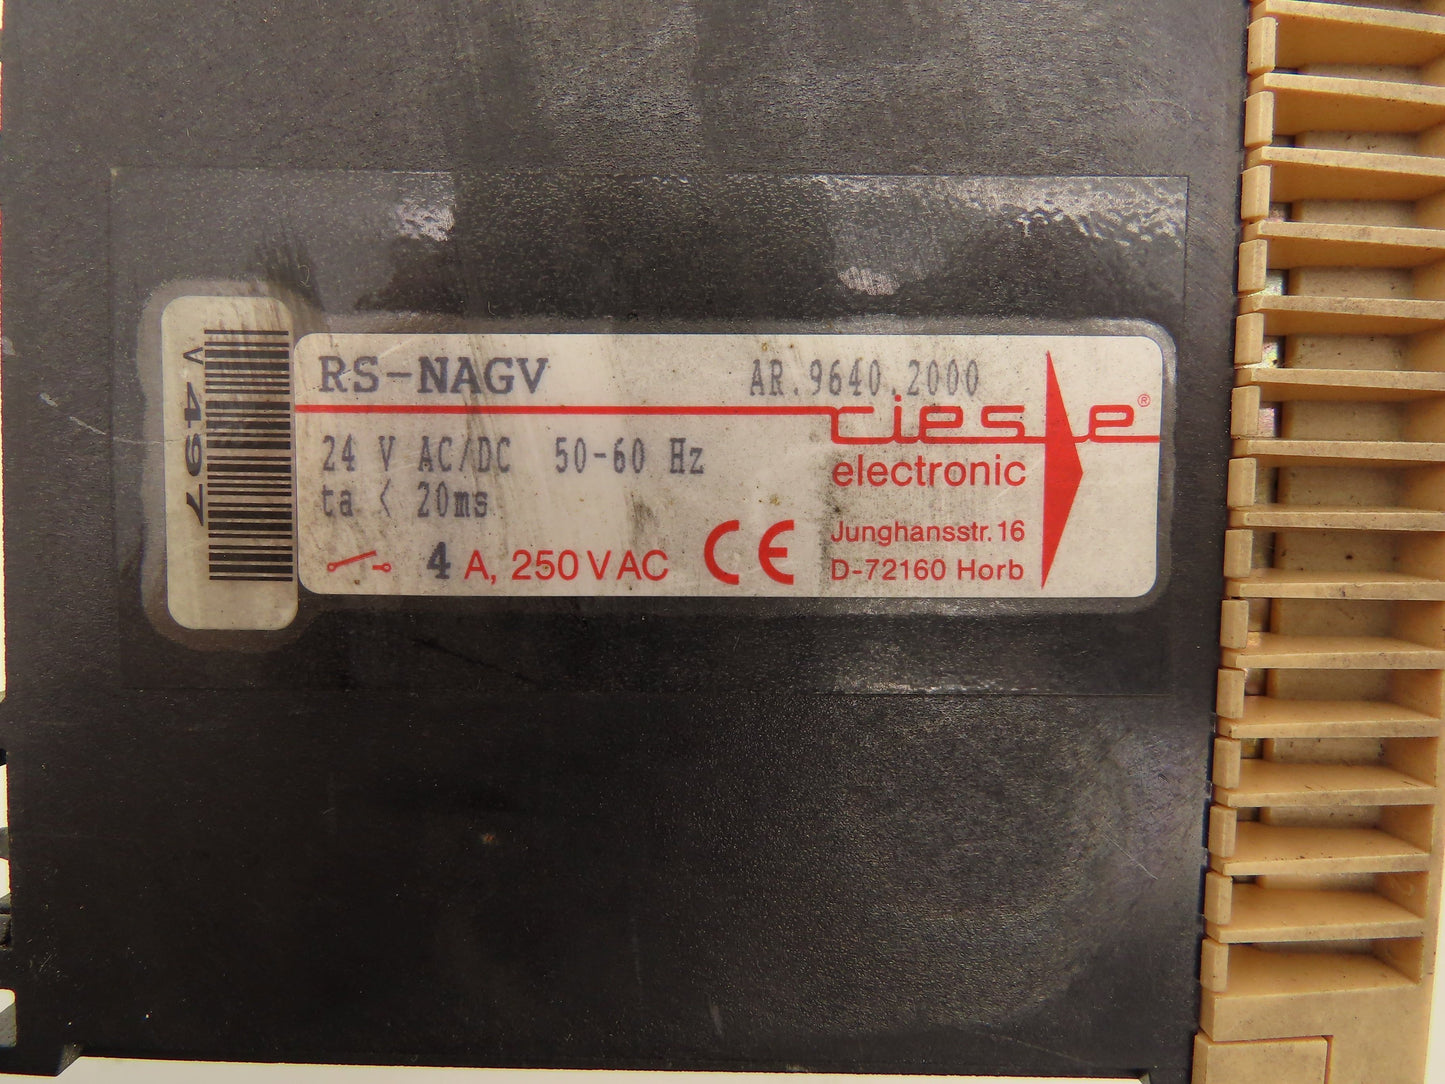 V 497
RS-NAGV AR.9640.2000
riese®
24 V AC/DC 50-60 Hz
electronic
ta < 20ms
Junghansstr. 16
4 A, 250 V AC CE
D-72160 Horb